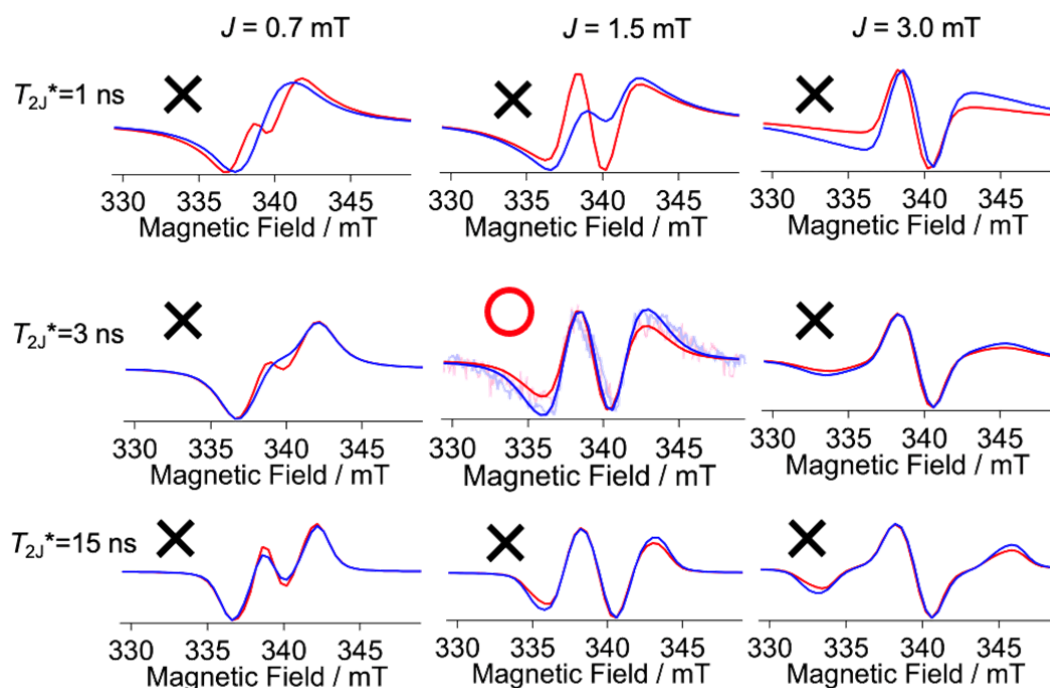 J = 0.7 mT J = 1.5 mT J = 3.0 mT
T2J*=1 ns
330 335 340 345 330 335 340 345 330 335 340 345
Magnetic Field / mT Magnetic Field / mT Magnetic Field / mT
T2J*=3 ns
330 335 340 345 330 335 340 345 330 335 340 345
Magnetic Field / mT Magnetic Field / mT Magnetic Field / mT
T2J*=15 ns
330 335 340 345 330 335 340 345 330 335 340 345
Magnetic Field / mT Magnetic Field / mT Magnetic Field / mT